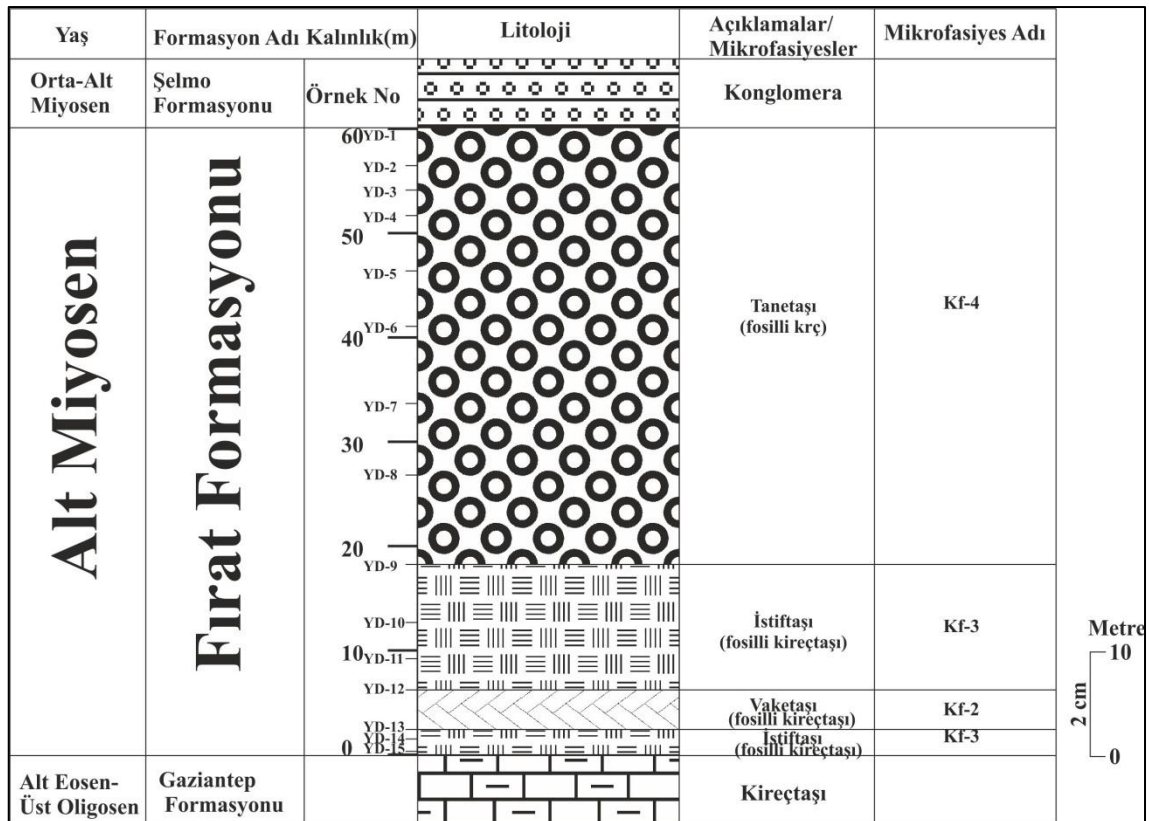 Yaş
Formasyon Adı
Kalınlık(m)
Litoloji
Açıklamalar/
Mikrofasiyesler
Mikrofasiyes Adı
Orta-Alt
Miyosen
Şelmo
Formasyonu
Örnek No
Konglomera
Alt Miyosen
Fırat Formasyonu
60
YD-1
YD-2
YD-3
YD-4
50
YD-5
YD-6
40
YD-7
30
YD-8
20
YD-9
YD-10
10
YD-11
YD-12
YD-13
YD-14
0
YD-15
Tanetaşı
(fosilli krç)
Kf-4
İstiftaşı
(fosilli kireçtaşı)
Kf-3
Vaketaşı
(fosilli kireçtaşı)
Kf-2
İstiftaşı
(fosilli kireçtaşı)
Kf-3
Alt Eosen-
Üst Oligosen
Gaziantep
Formasyonu
Kireçtaşı
Metre
10
2 cm
0